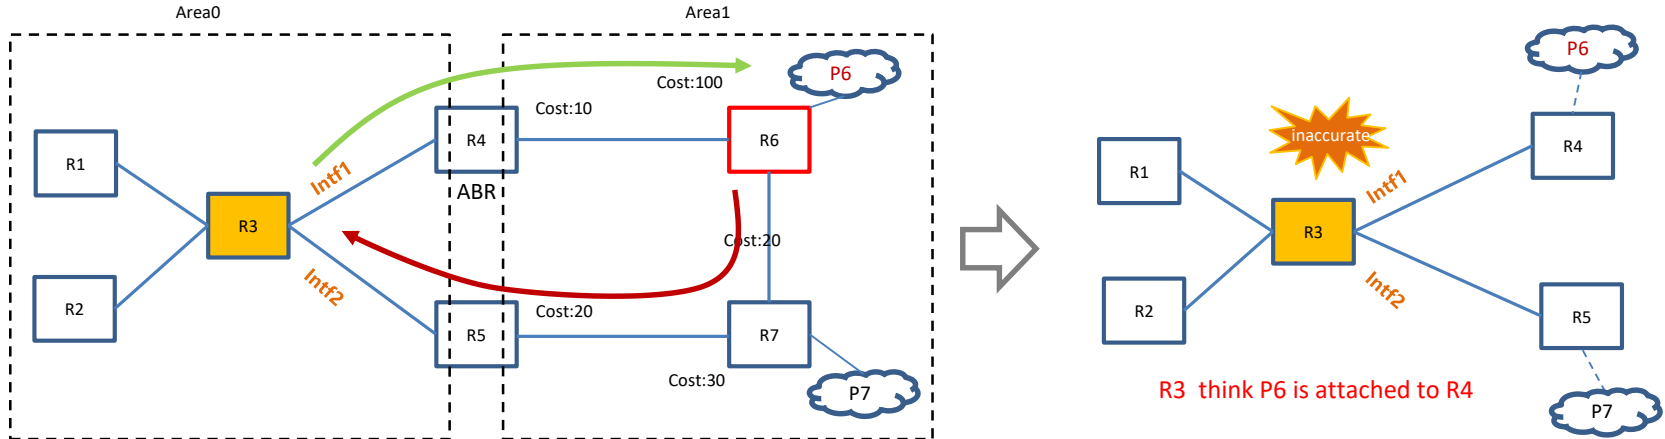 Area0
Area1
P6
Cost:100
Cost:10
R4
R6
R1
Intf1
ABR
R3
Cost:20
Intf2
R2
Cost:20
R5
R7
Cost:30
P7
P6
inaccurate
R4
R1
Intf1
R3
Intf2
R2
R5
R3 think P6 is attached to R4
P7